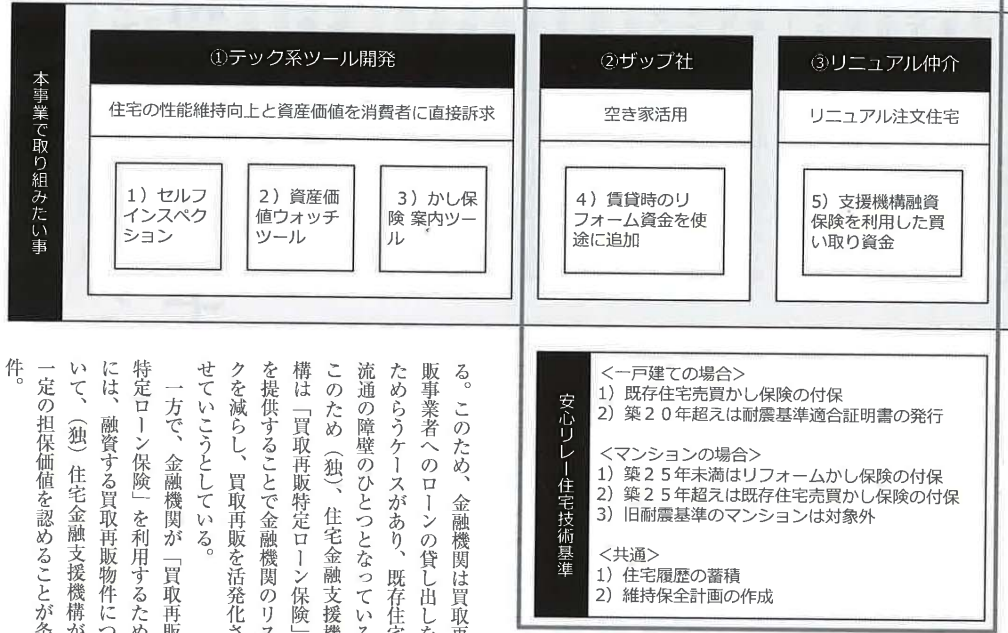 本事業で取り組みたい事
①テック系ツール開発
住宅の性能維持向上と資産価値を消費者に直接訴求
1）セルフ
インスペク
ション
2）資産価
値ウォッチ
ツール
3）かし保
険 案内ツー
ル
②ザップ社
空き家活用
4）賃貸時のリ
フォーム資金を使
途に追加
③リニュアル仲介
リニュアル注文住宅
5）支援機構融資
保険を利用した買
い取り資金
安心リレー住宅技術基準
＜一戸建ての場合＞
1）既存住宅売買かし保険の付保
2）築２０年超えは耐震基準適合証明書の発行
＜マンションの場合＞
1）築２５年未満はリフォームかし保険の付保
2）築２５年超えは既存住宅売買かし保険の付保
3）旧耐震基準のマンションは対象外
＜共通＞
1）住宅履歴の蓄積
2）維持保全計画の作成
る。このため、金融機関は買取再
販事業者へのローンの貸し出しを
ためらうケースがあり、既存住宅
流通の障壁のひとつとなっている。
このため（独）、住宅金融支援機
構は「買取再販特定ローン保険」
を提供することで金融機関のリス
クを減らし、買取再販を活発化さ
せていこうとしている。
一方で、金融機関が「買取再販
特定ローン保険」を利用するため
には、融資する買取再販物件につ
いて、（独）住宅金融支援機構が
一定の担保価値を認めることが条
件。